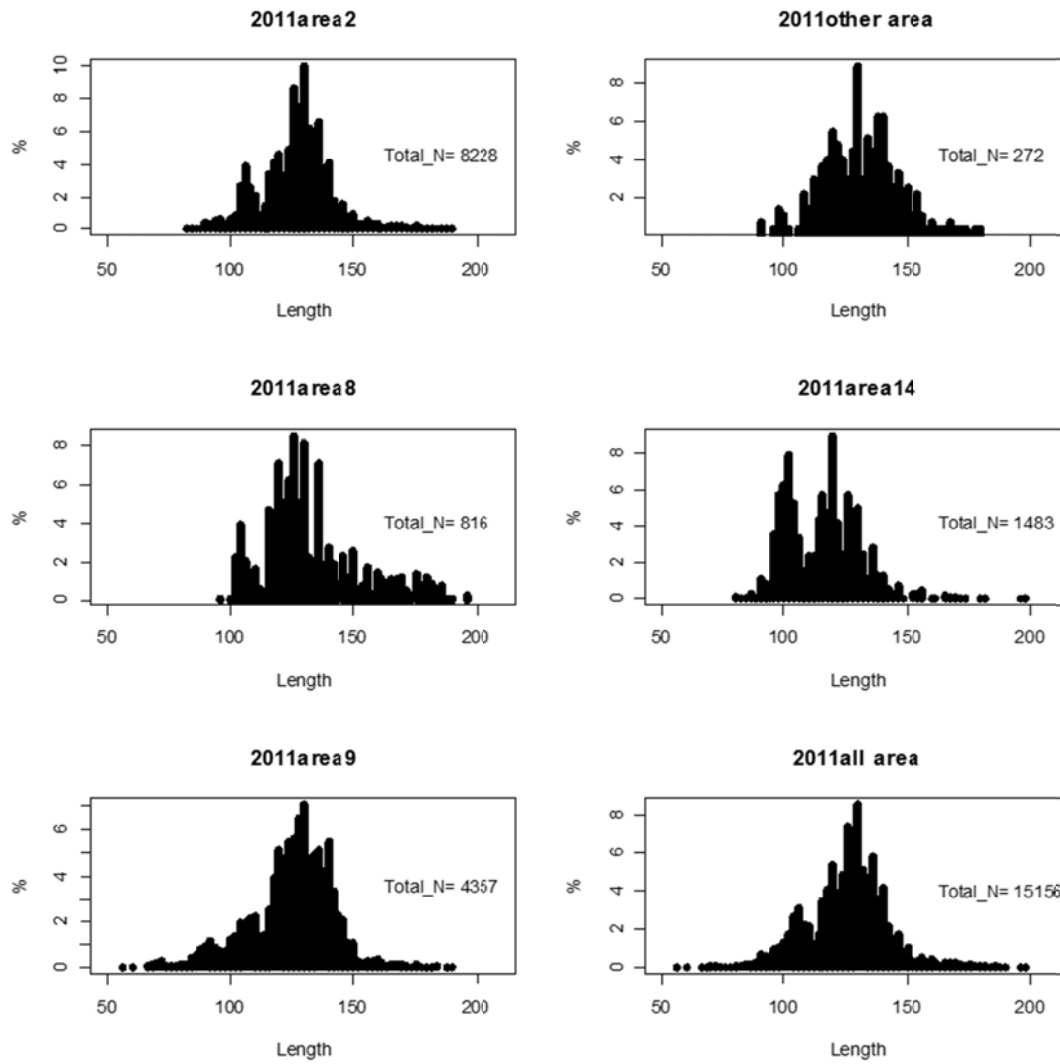 2011area2
10
8
6
4
2
0
%
Total_N= 8228
50 100 150 200
Length
2011other area
8
6
4
2
%
Total_N= 272
50 100 150 200
Length
2011area8
8
6
4
2
0
%
Total_N= 816
50 100 150 200
Length
2011area14
8
6
4
2
0
%
Total_N= 1483
50 100 150 200
Length
2011area9
6
4
2
0
%
Total_N= 4357
50 100 150 200
Length
2011all area
8
6
4
2
0
%
Total_N= 15156
50 100 150 200
Length